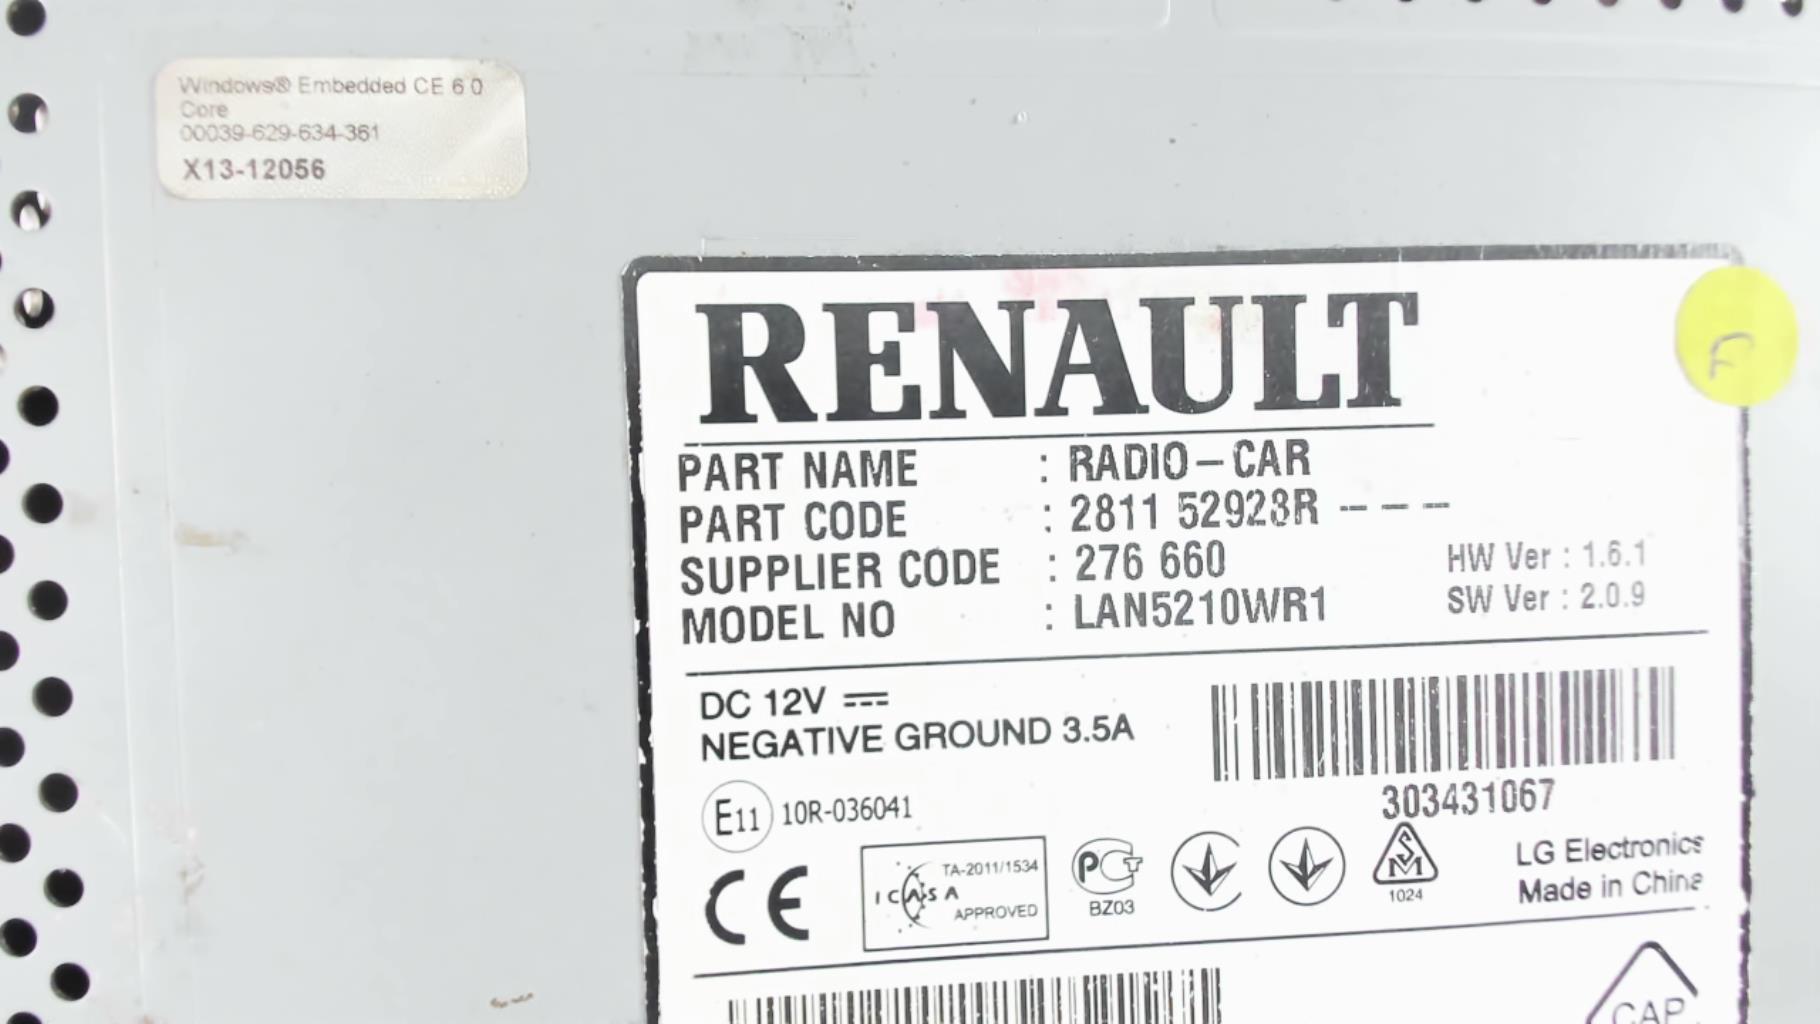 Windows® Embedded CE 6.0
Core
00039-629-634-361
X13-12056
RENAULT
F
PART NAME : RADIO-CAR
PART CODE : 2811 52928R ---
SUPPLIER CODE : 276 660
HW Ver : 1.6.1
MODEL NO : LAN5210WR1
SW Ver : 2.0.9
DC 12V
NEGATIVE GROUND 3.5A
303431067
E11 10R-036041
CE
TA-2011/1534
ICASA
APPROVED
PCT
BZ03
SM
1024
LG Electronics
Made in China
CAP